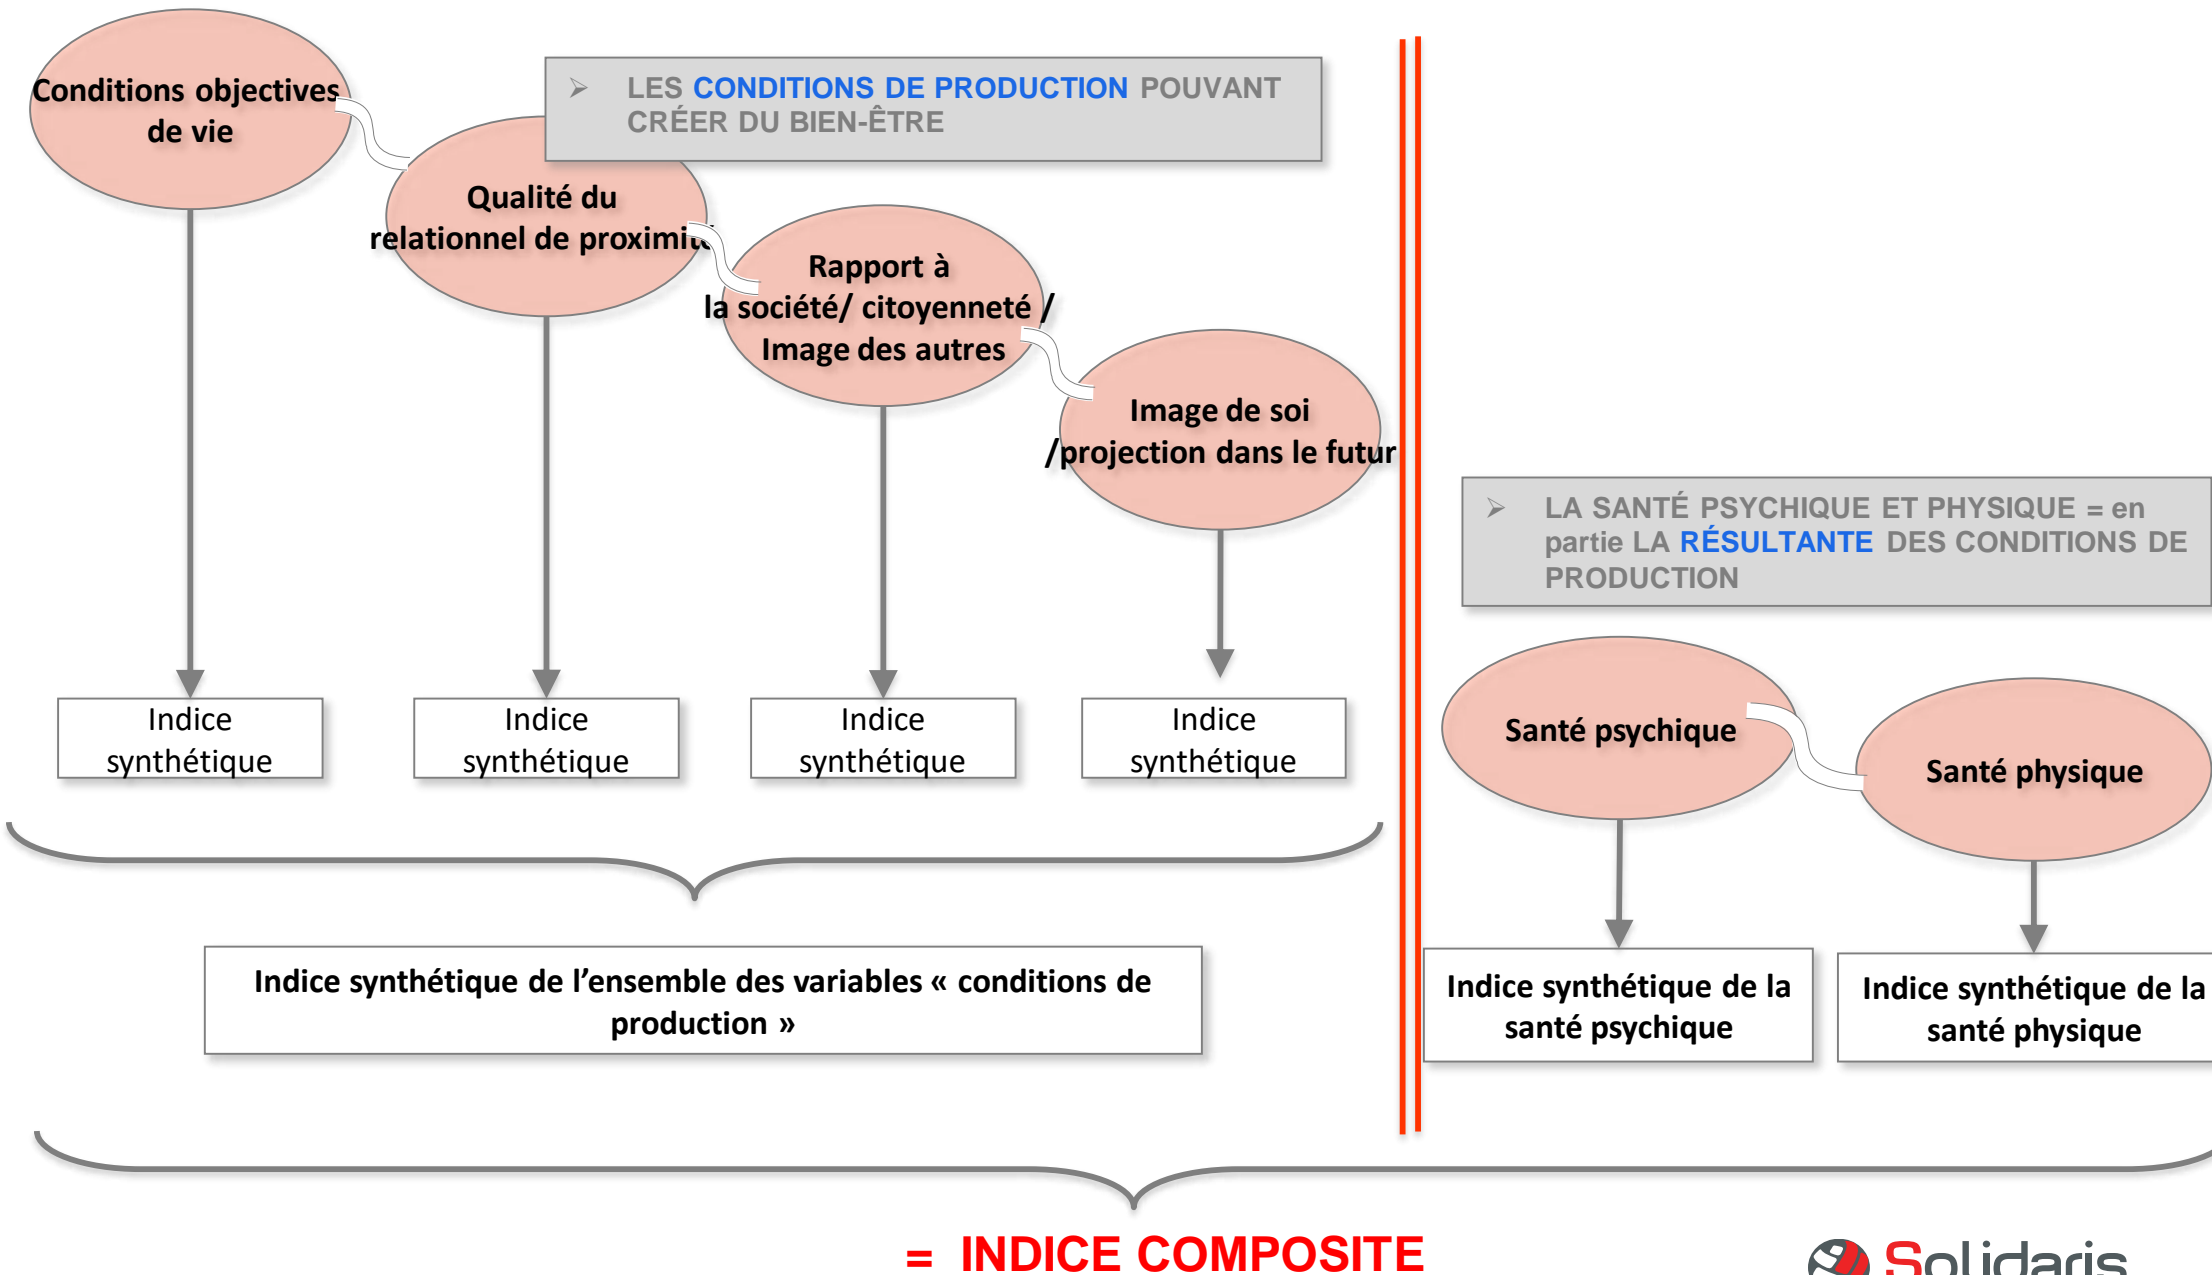 Conditions objectives
de vie
➢ LES CONDITIONS DE PRODUCTION POUVANT
CRÉER DU BIEN-ÊTRE
Qualité du
relationnel de proximité
Rapport à
la société/ citoyenneté /
Image des autres
Image de soi
/projection dans le futur
➢ LA SANTÉ PSYCHIQUE ET PHYSIQUE = en
partie LA RÉSULTANTE DES CONDITIONS DE
PRODUCTION
Indice
synthétique
Indice
synthétique
Indice
synthétique
Indice
synthétique
Santé psychique
Santé physique
Indice synthétique de l’ensemble des variables « conditions de
production »
Indice synthétique de la
santé psychique
Indice synthétique de la
santé physique
= INDICE COMPOSITE
Solidaris